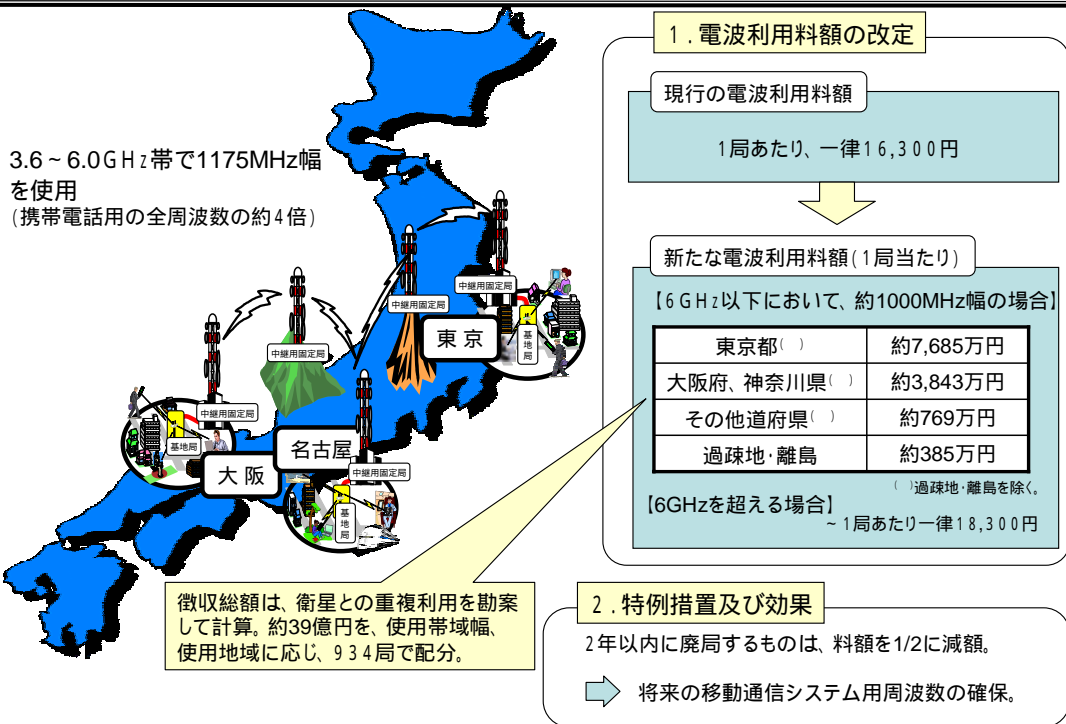 3.6~6.0GHz帯で1175MHz幅
を使用
(携帯電話用の全周波数の約4倍)
中継用固定局
中継用固定局
中継用固定局
中継用固定局
中継用固定局
基地局
基地局
基地局
東京
名古屋
大阪
徴収総額は、衛星との重複利用を勘案
して計算。約39億円を、使用帯域幅、
使用地域に応じ、934局で配分。
1.電波利用料額の改定
現行の電波利用料額
1局あたり、一律16,300円
新たな電波利用料額(1局当たり)
【6GHz以下において、約1000MHz幅の場合】
東京都( ) 約7,685万円
大阪府、神奈川県( ) 約3,843万円
その他道府県( ) 約769万円
過疎地・離島 約385万円
( )過疎地・離島を除く。
【6GHzを超える場合】
~1局あたり一律18,300円
2.特例措置及び効果
2年以内に廃局するものは、料額を1/2に減額。
将来の移動通信システム用周波数の確保。